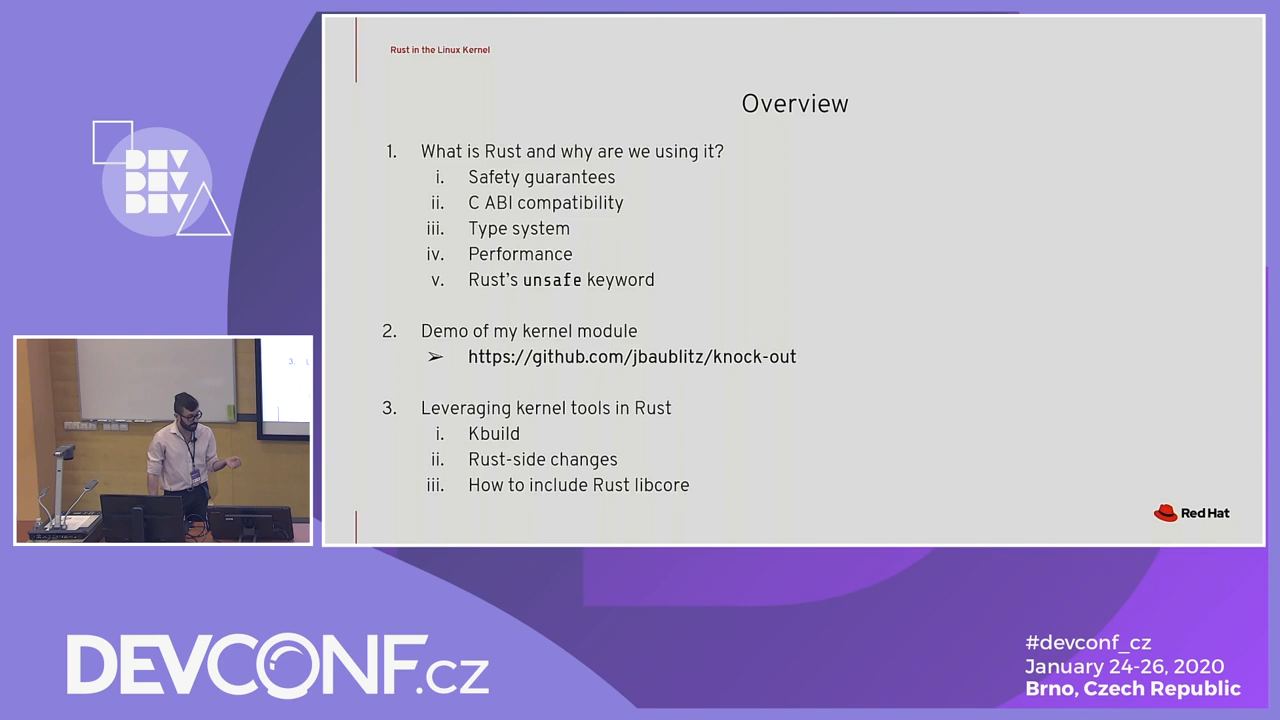 Rust in the Linux Kernel
Overview
1. What is Rust and why are we using it?
i. Safety guarantees
ii. C ABI compatibility
iii. Type system
iv. Performance
v. Rust's unsafe keyword
2. Demo of my kernel module
➢ https://github.com/jbaublitz/knock-out
3. Leveraging kernel tools in Rust
i. Kbuild
ii. Rust-side changes
iii. How to include Rust libcore
Red Hat
DEV
DEV
DEV
3. L
DEVCONF.cz
#devconf_cz
January 24-26, 2020
Brno, Czech Republic